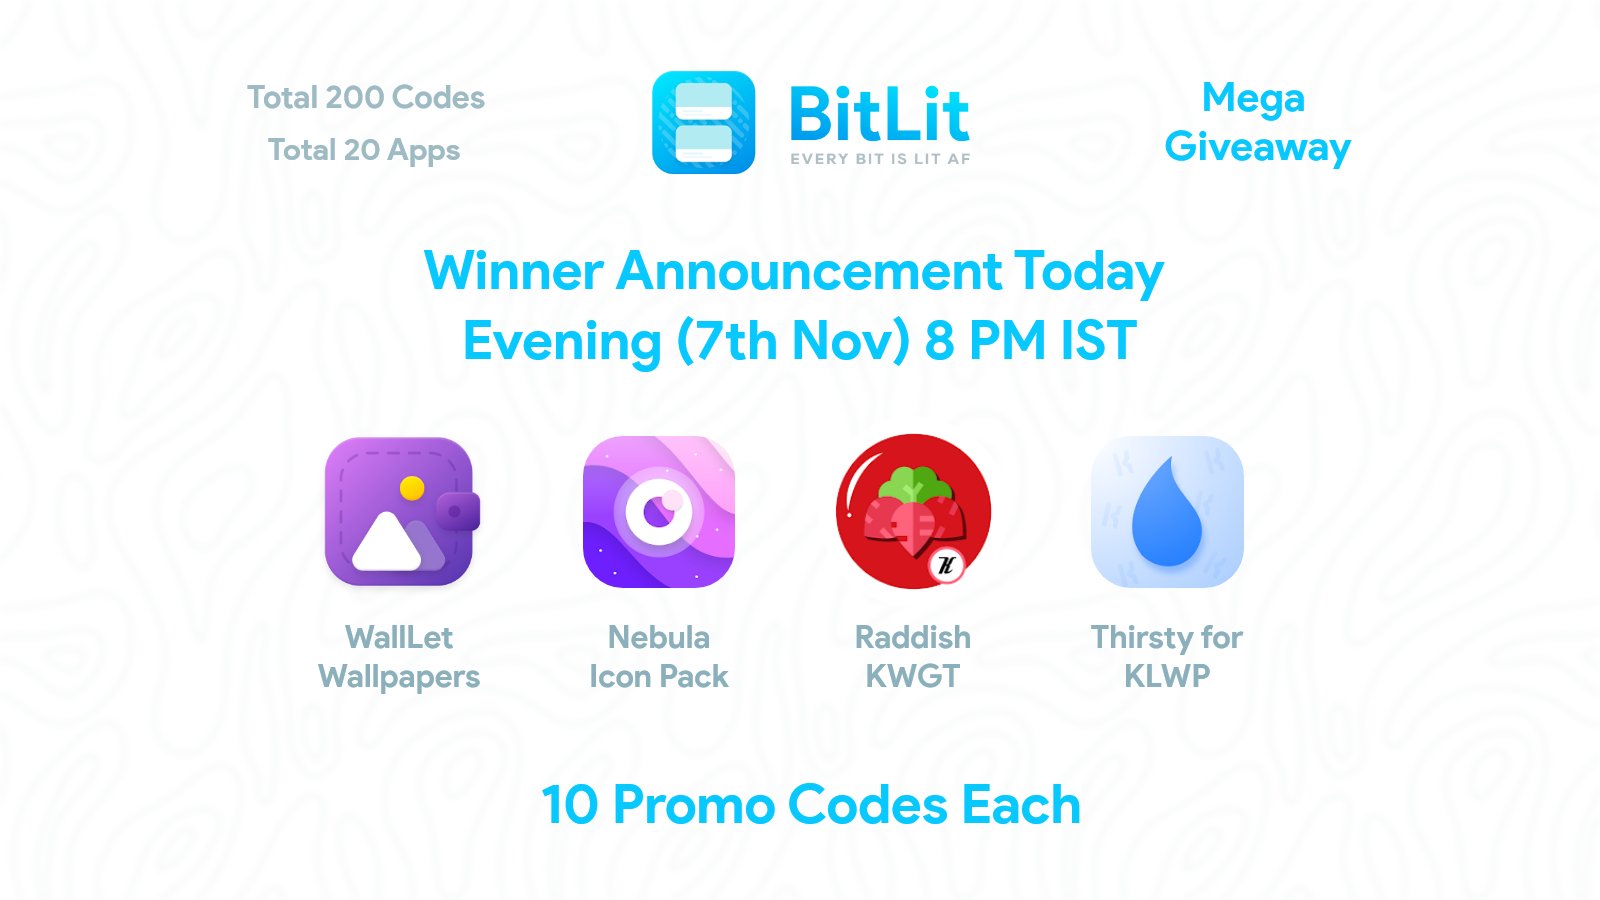 Total 200 Codes
Total 20 Apps
BitLit
EVERY BIT IS LIT AF
Mega
Giveaway
Winner Announcement Today
Evening (7th Nov) 8 PM IST
K
WallLet
Wallpapers
Nebula
Icon Pack
Raddish
KWGT
Thirsty for
KLWP
10 Promo Codes Each